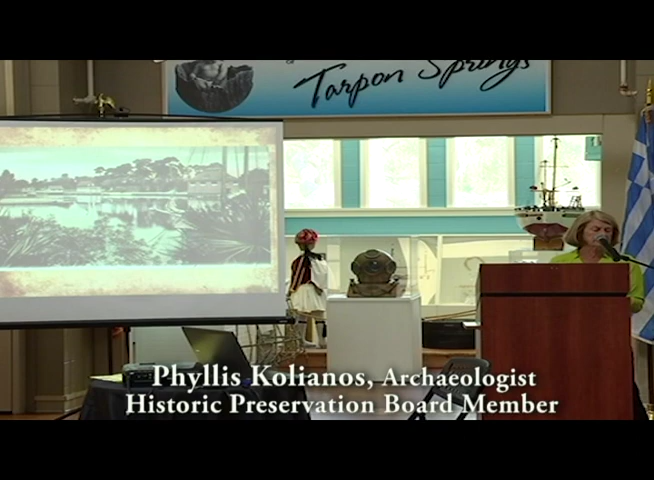 Tarpon Springs
Phyllis Kolianos, Archaeologist
Historic Preservation Board Member